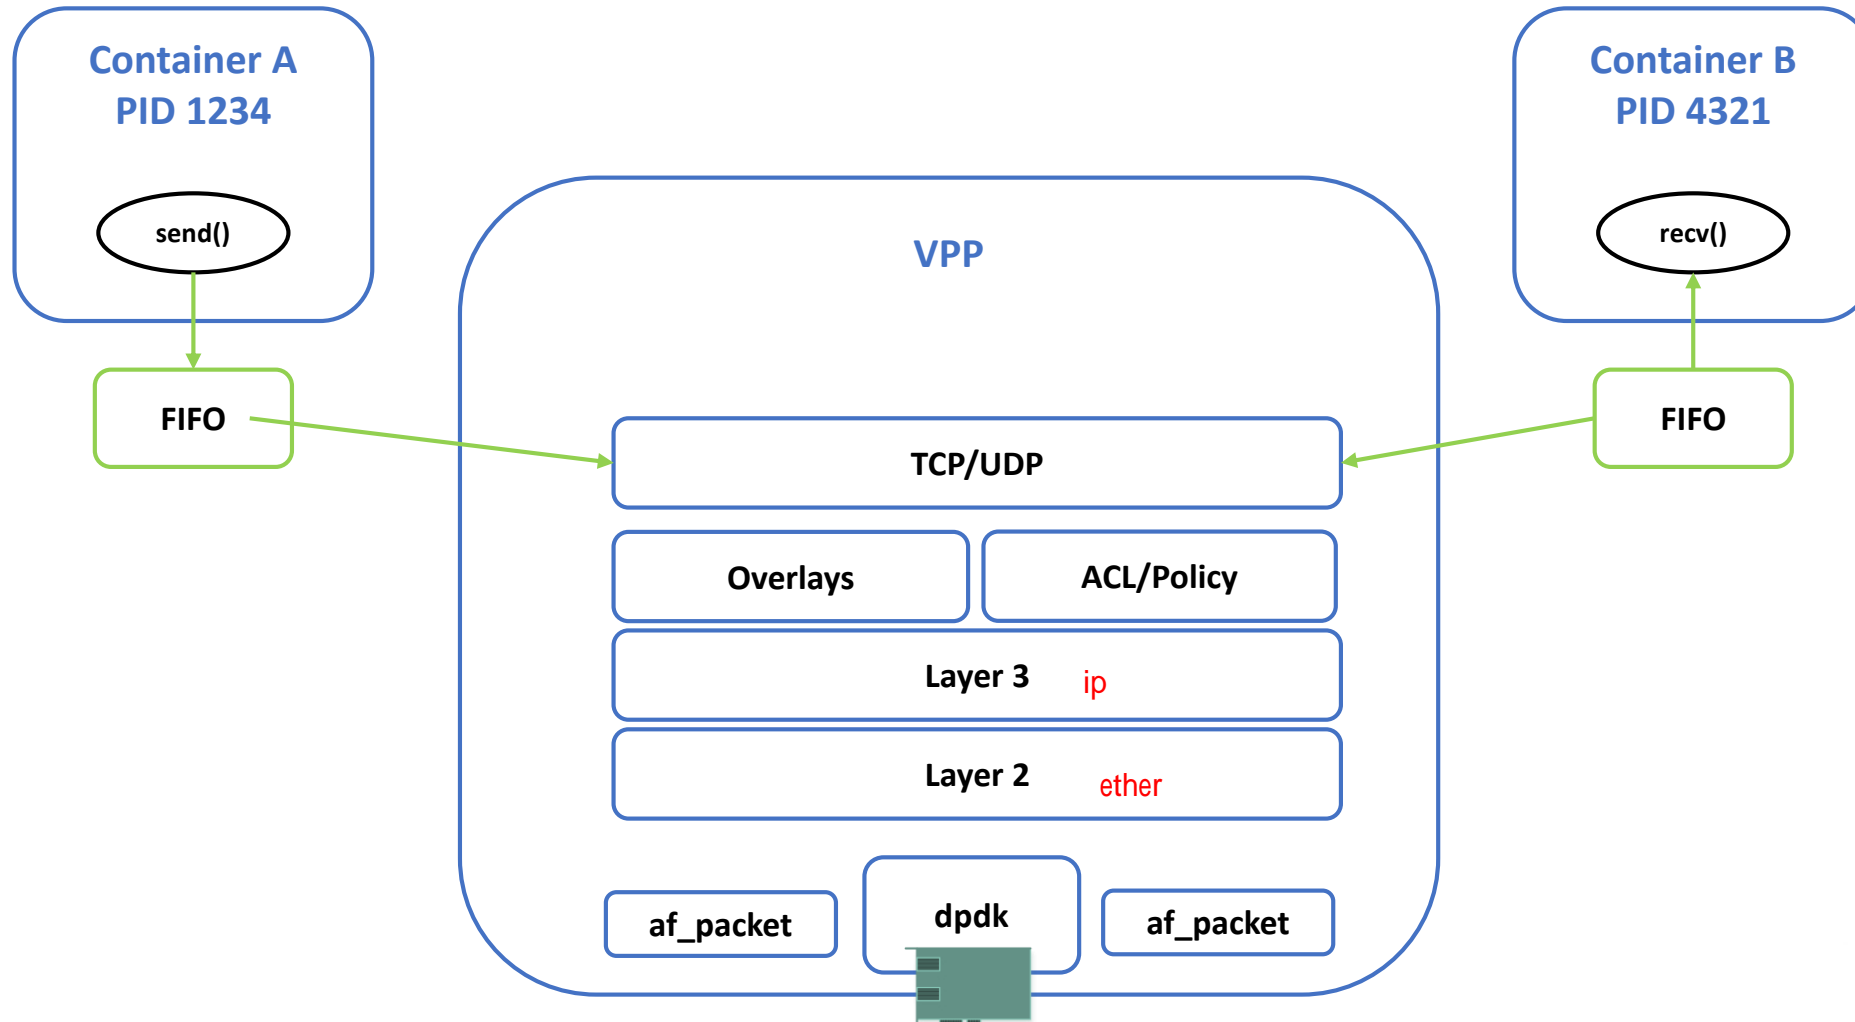 Container A
PID 1234
send()
FIFO
Container B
PID 4321
recv()
FIFO
VPP
TCP/UDP
Overlays
ACL/Policy
Layer 3
ip
Layer 2
ether
af_packet
dpdk
af_packet